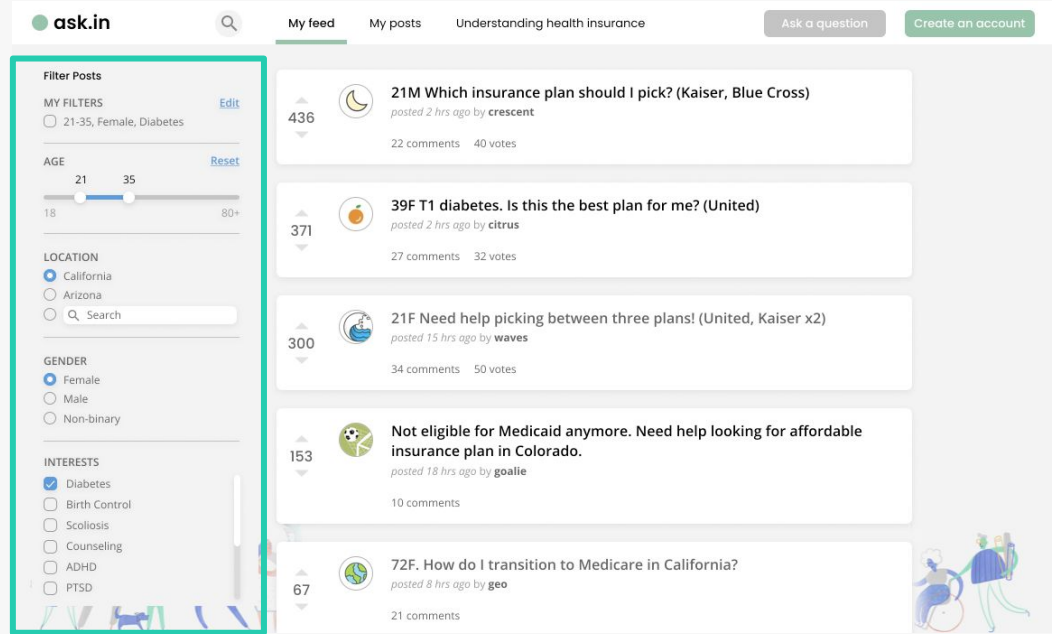 ask.in
My feed
My posts
Understanding health insurance
Ask a question
Create an account
Filter Posts
MY FILTERS
Edit
21-35, Female, Diabetes
AGE
Reset
21
35
18
80+
LOCATION
California
Arizona
Search
GENDER
Female
Male
Non-binary
INTERESTS
Diabetes
Birth Control
Scoliosis
Counseling
ADHD
PTSD
436
21M Which insurance plan should I pick? (Kaiser, Blue Cross)
posted 2 hrs ago by crescent
22 comments 40 votes
371
39F T1 diabetes. Is this the best plan for me? (United)
posted 2 hrs ago by citrus
27 comments 32 votes
300
21F Need help picking between three plans! (United, Kaiser x2)
posted 15 hrs ago by waves
34 comments 50 votes
153
Not eligible for Medicaid anymore. Need help looking for affordable
insurance plan in Colorado.
posted 18 hrs ago by goalie
10 comments
67
72F. How do I transition to Medicare in California?
posted 8 hrs ago by geo
21 comments